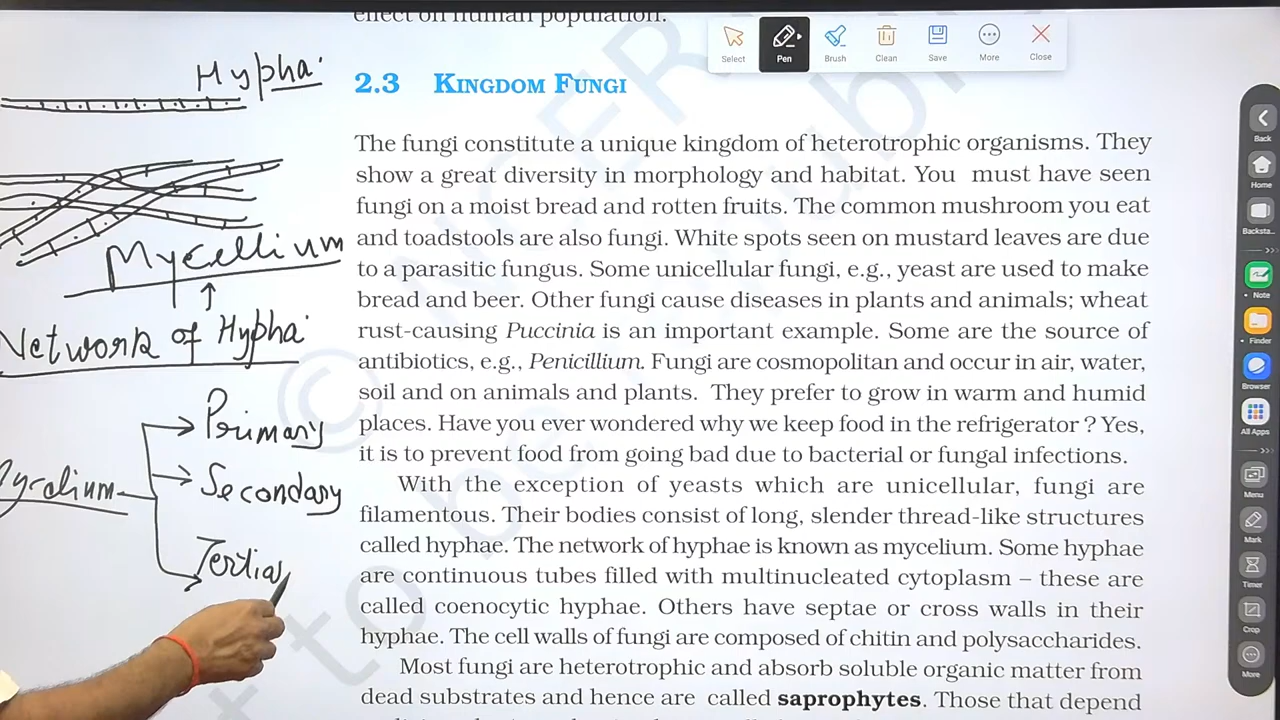 effect on human population.
Select
Pen
Brush
Clean
Save
More
Close
Hypha
2.3 KINGDOM FUNGI
The fungi constitute a unique kingdom of heterotrophic organisms. They
show a great diversity in morphology and habitat. You must have seen
fungi on a moist bread and rotten fruits. The common mushroom you eat
and toadstools are also fungi. White spots seen on mustard leaves are due
to a parasitic fungus. Some unicellular fungi, e.g., yeast are used to make
bread and beer. Other fungi cause diseases in plants and animals; wheat
rust-causing Puccinia is an important example. Some are the source of
antibiotics, e.g., Penicillium. Fungi are cosmopolitan and occur in air, water,
soil and on animals and plants. They prefer to grow in warm and humid
places. Have you ever wondered why we keep food in the refrigerator ? Yes,
it is to prevent food from going bad due to bacterial or fungal infections.
With the exception of yeasts which are unicellular, fungi are
filamentous. Their bodies consist of long, slender thread-like structures
called hyphae. The network of hyphae is known as mycelium. Some hyphae
are continuous tubes filled with multinucleated cytoplasm – these are
called coenocytic hyphae. Others have septae or cross walls in their
hyphae. The cell walls of fungi are composed of chitin and polysaccharides.
Most fungi are heterotrophic and absorb soluble organic matter from
dead substrates and hence are called saprophytes. Those that depend
Mycellium
Network of Hypha
Mycelium
Primary
Secondary
Tertiar
Back
Home
Backsta...
Note
Finder
Browser
All Apps
Menu
Mark
Timer
Crop
More